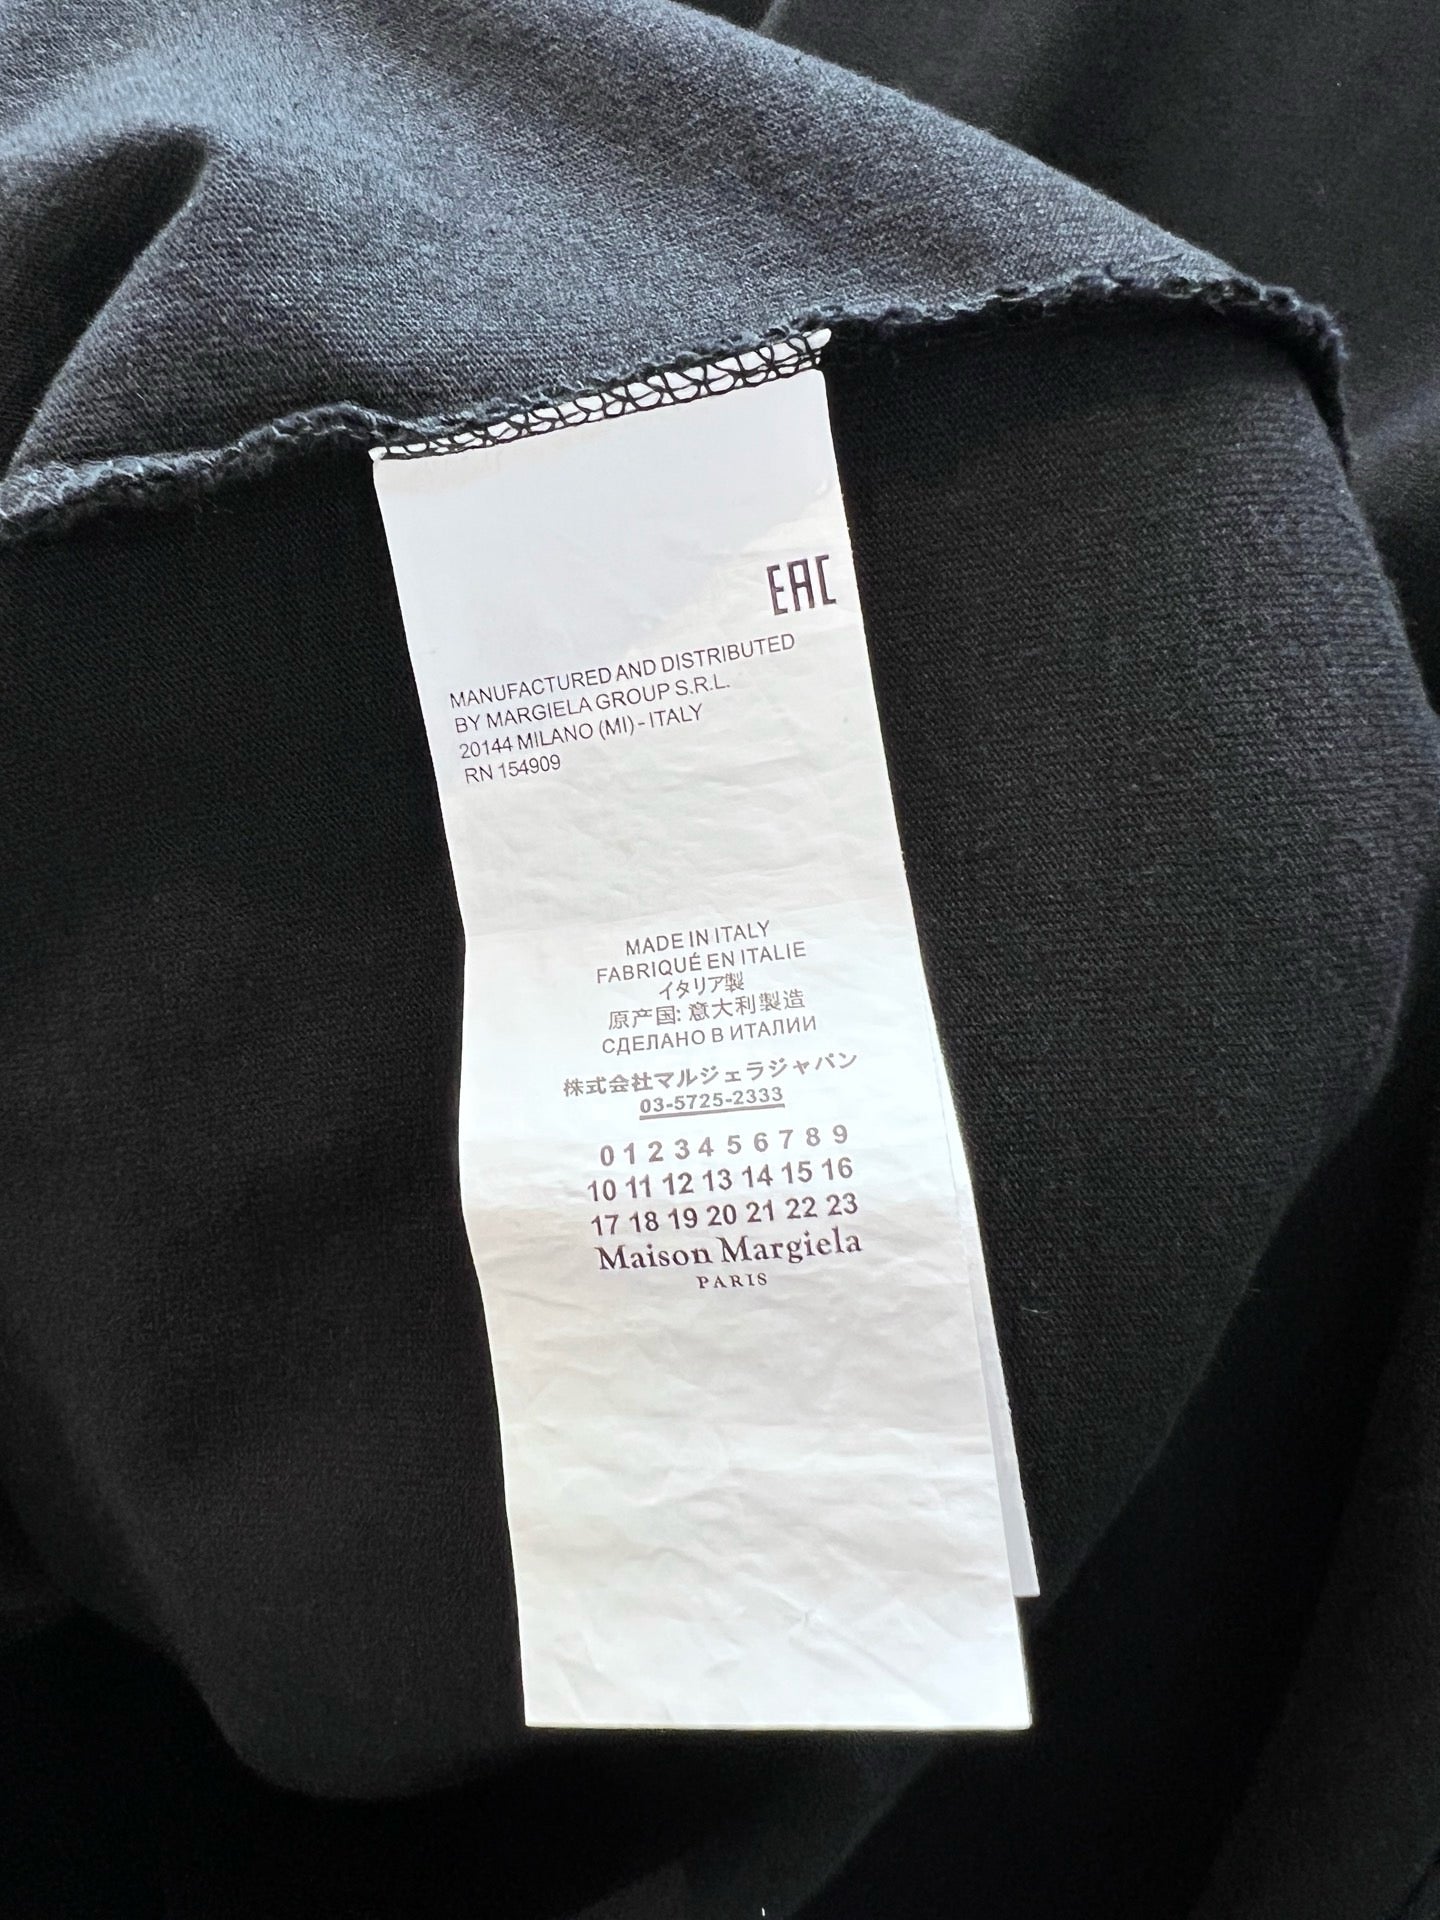 EAC
MANUFACTURED AND DISTRIBUTED
BY MARGIELA GROUP S.R.L.
20144 MILANO (MI) - ITALY
RN 154909
MADE IN ITALY
FABRIQUÉ EN ITALIE
イタリア製
原产国: 意大利製造
СДЕЛАНО В ИТАЛИИ
株式会社マルジェラジャパン
03-5725-2333
0 1 2 3 4 5 6 7 8 9
10 11 12 13 14 15 16
17 18 19 20 21 22 23
Maison Margiela
PARIS